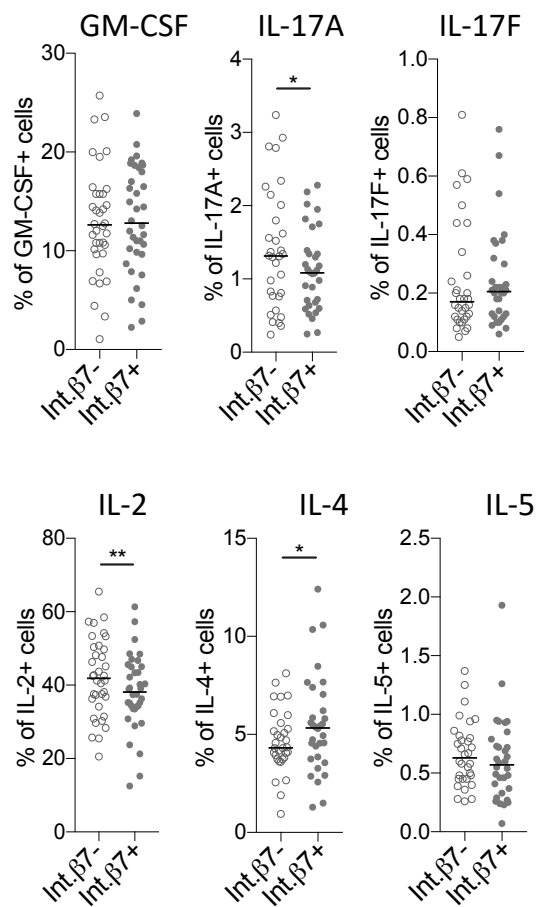 GM-CSF
% of GM-CSF+ cells
30
20
10
0
Int.β7-
Int.β7+
IL-17A
% of IL-17A+ cells
4
3
2
1
0
*
Int.β7-
Int.β7+
IL-17F
% of IL-17F+ cells
1.0
0.8
0.6
0.4
0.2
0.0
Int.β7-
Int.β7+
IL-2
% of IL-2+ cells
80
60
40
20
0
**
Int.β7-
Int.β7+
IL-4
% of IL-4+ cells
15
10
5
0
*
Int.β7-
Int.β7+
IL-5
% of IL-5+ cells
2.5
2.0
1.5
1.0
0.5
0.0
Int.β7-
Int.β7+